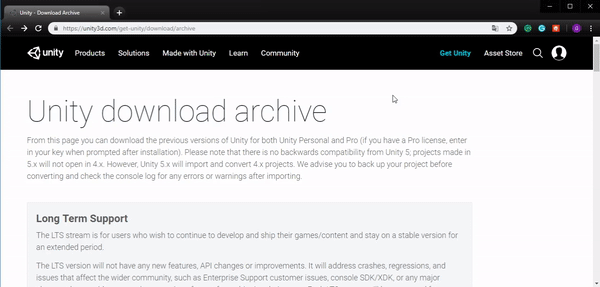 Unity - Download Archive
https://unity3d.com/get-unity/download/archive
unity Products Solutions Made with Unity Learn Community Get Unity Asset Store
Unity download archive
From this page you can download the previous versions of Unity for both Unity Personal and Pro (if you have a Pro license, enter
in your key when prompted after installation). Please note that there is no backwards compatibility from Unity 5; projects made in
5.x will not open in 4.x. However, Unity 5.x will import and convert 4.x projects. We advise you to back up your project before
converting and check the console log for any errors or warnings after importing.
Long Term Support
The LTS stream is for users who wish to continue to develop and ship their games/content and stay on a stable version for
an extended period.
The LTS version will not have any new features, API changes or improvements. It will address crashes, regressions, and
issues that affect the wider community, such as Enterprise Support customer issues, console SDK/XDK, or any major